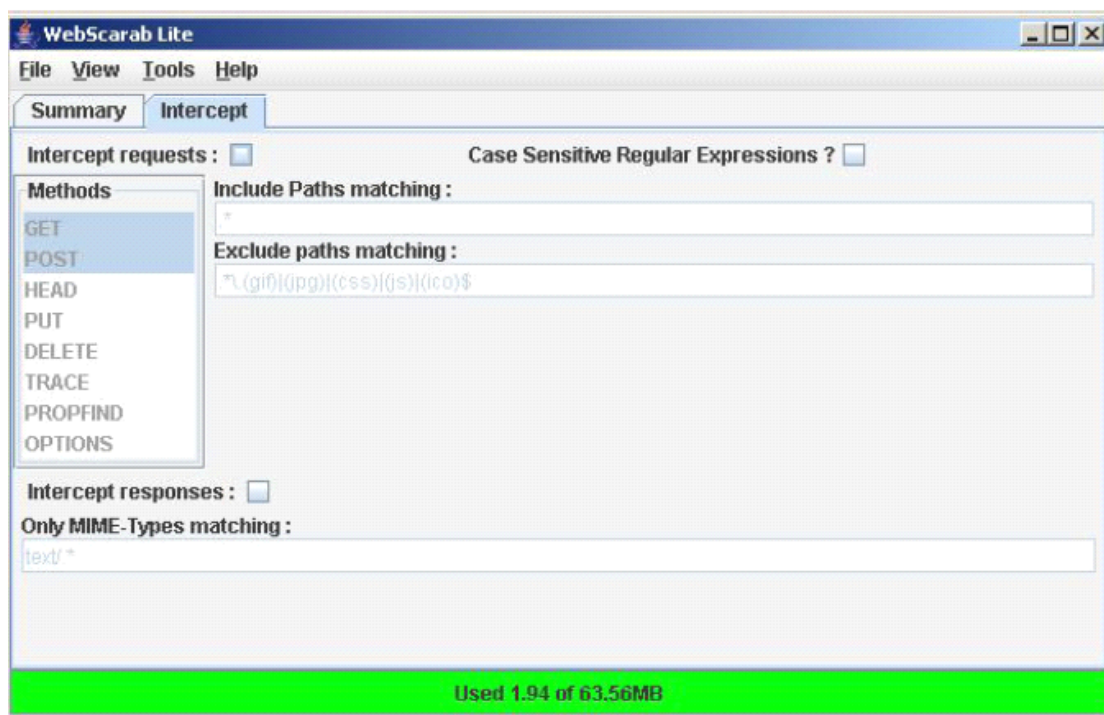 WebScarab Lite
File View Tools Help
Summary Intercept
Intercept requests : Case Sensitive Regular Expressions ?
Methods
Include Paths matching :
.*
GET
Exclude paths matching :
POST
.*\.(gif)|(jpg)|(css)|(js)|(ico)$
HEAD
PUT
DELETE
TRACE
PROPFIND
OPTIONS
Intercept responses :
Only MIME-Types matching :
text/.*
Used 1.94 of 63.56MB